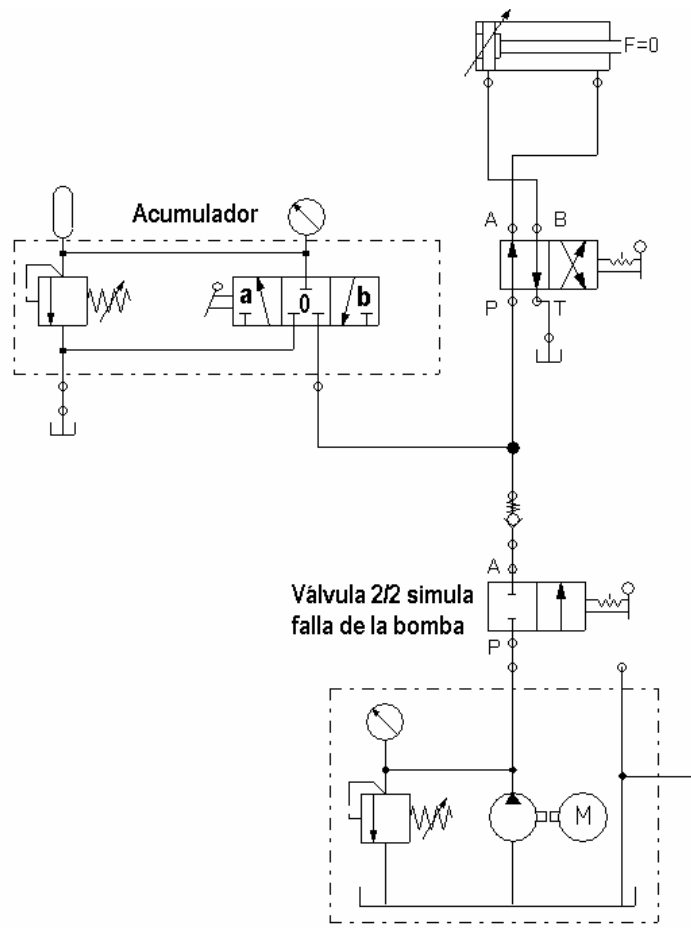 F=0
Acumulador
A B
a 0 b
P T
A
Válvula 2/2 simula
falla de la bomba
P
M